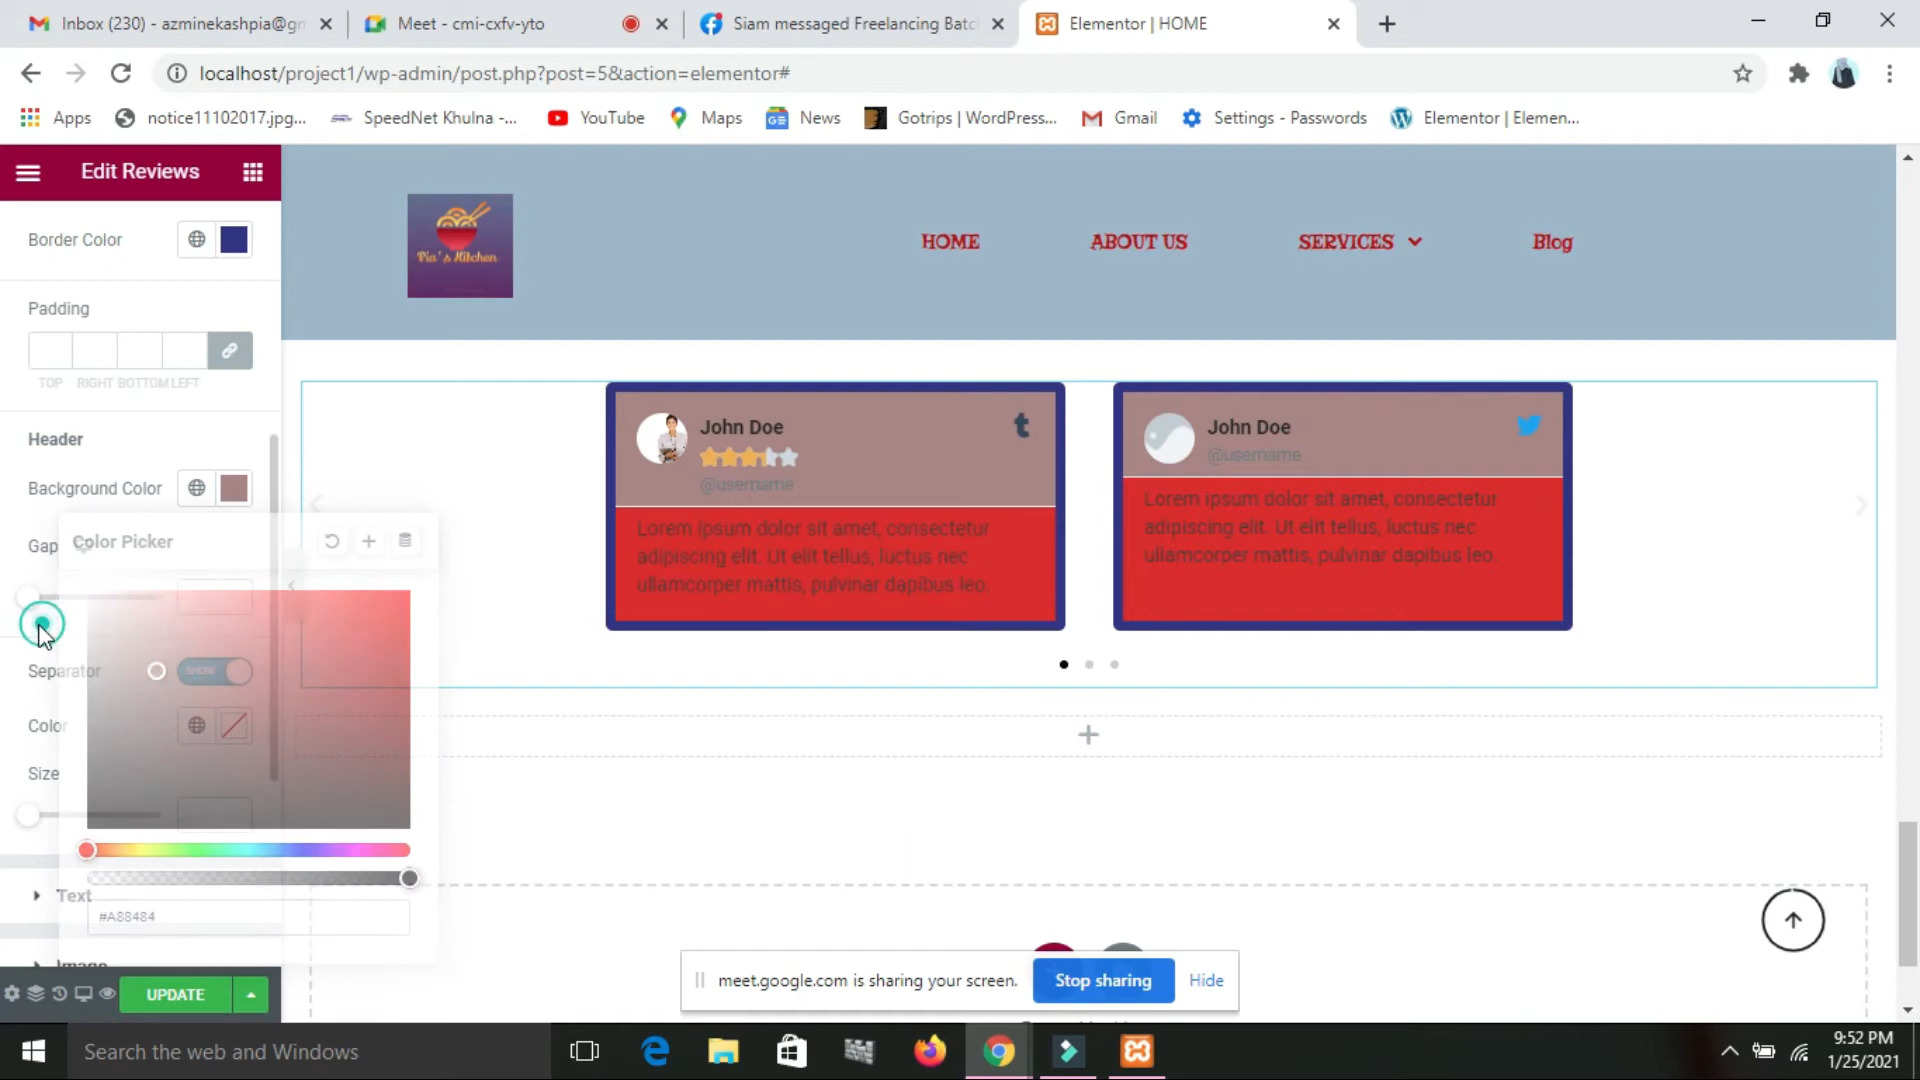 Inbox (230) - azminekashpia@gm
Meet - cmi-cxfv-yto
Siam messaged Freelancing Batc
Elementor | HOME
localhost/project1/wp-admin/post.php?post=5&action=elementor#
Apps
notice11102017.jpg...
SpeedNet Khulna -...
YouTube
Maps
News
Gotrips | WordPress...
Gmail
Settings - Passwords
Elementor | Elemen...
Edit Reviews
Border Color
Padding
TOP RIGHT BOTTOM LEFT
Header
Background Color
Gap
Color Picker
Separator
SHOW
Color
Size
Text
#A88484
Image
UPDATE
Pia's Kitchen
HOME
ABOUT US
SERVICES
Blog
John Doe
@username
Lorem ipsum dolor sit amet, consectetur
adipiscing elit. Ut elit tellus, luctus nec
ullamcorper mattis, pulvinar dapibus leo.
John Doe
@username
Lorem ipsum dolor sit amet, consectetur
adipiscing elit. Ut elit tellus, luctus nec
ullamcorper mattis, pulvinar dapibus leo.
meet.google.com is sharing your screen.
Stop sharing
Hide
Search the web and Windows
9:52 PM
1/25/2021